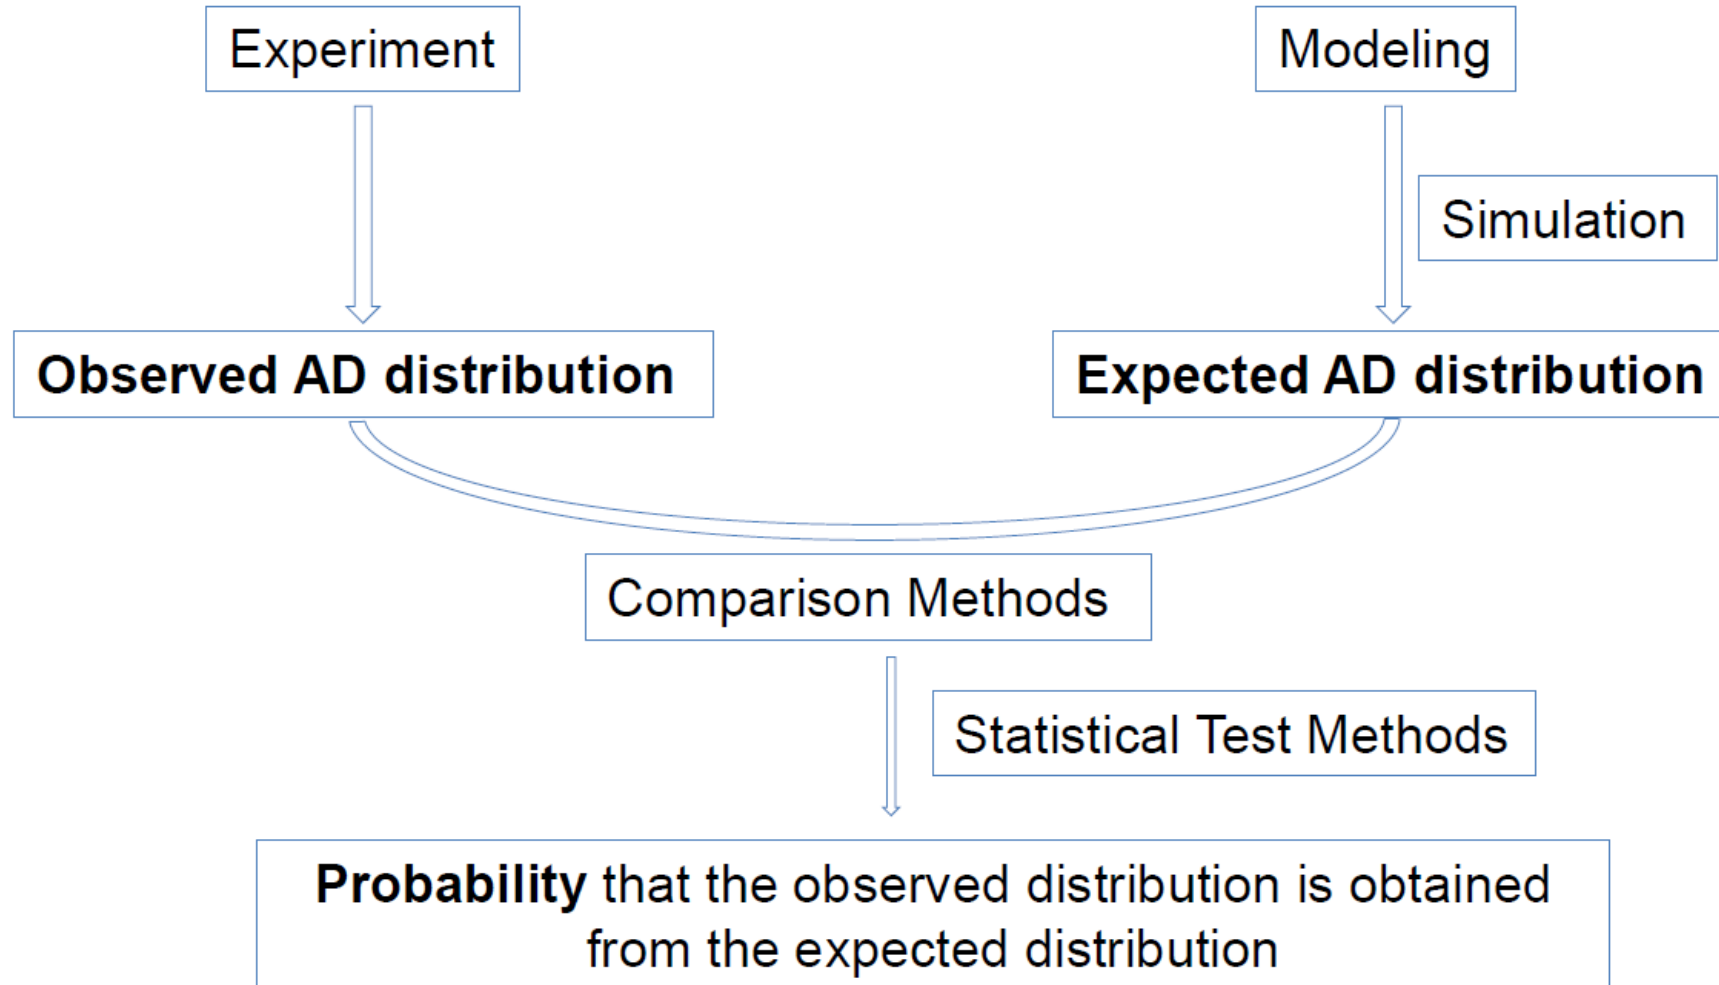 Experiment
Modeling
Simulation
Observed AD distribution
Expected AD distribution
Comparison Methods
Statistical Test Methods
Probability that the observed distribution is obtained
from the expected distribution